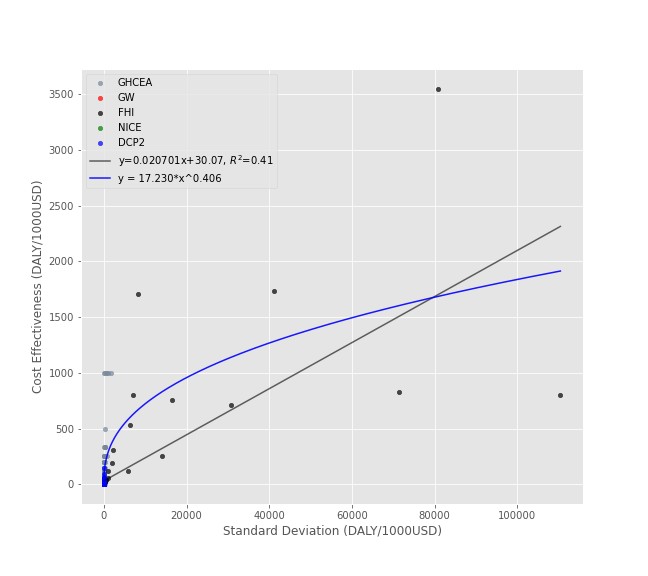 GHCEA
GW
FHI
NICE
DCP2
y=0.020701x+30.07, R²=0.41
y = 17.230*x^0.406
3500
3000
2500
2000
1500
1000
500
0
Cost Effectiveness (DALY/1000USD)
0 20000 40000 60000 80000 100000
Standard Deviation (DALY/1000USD)